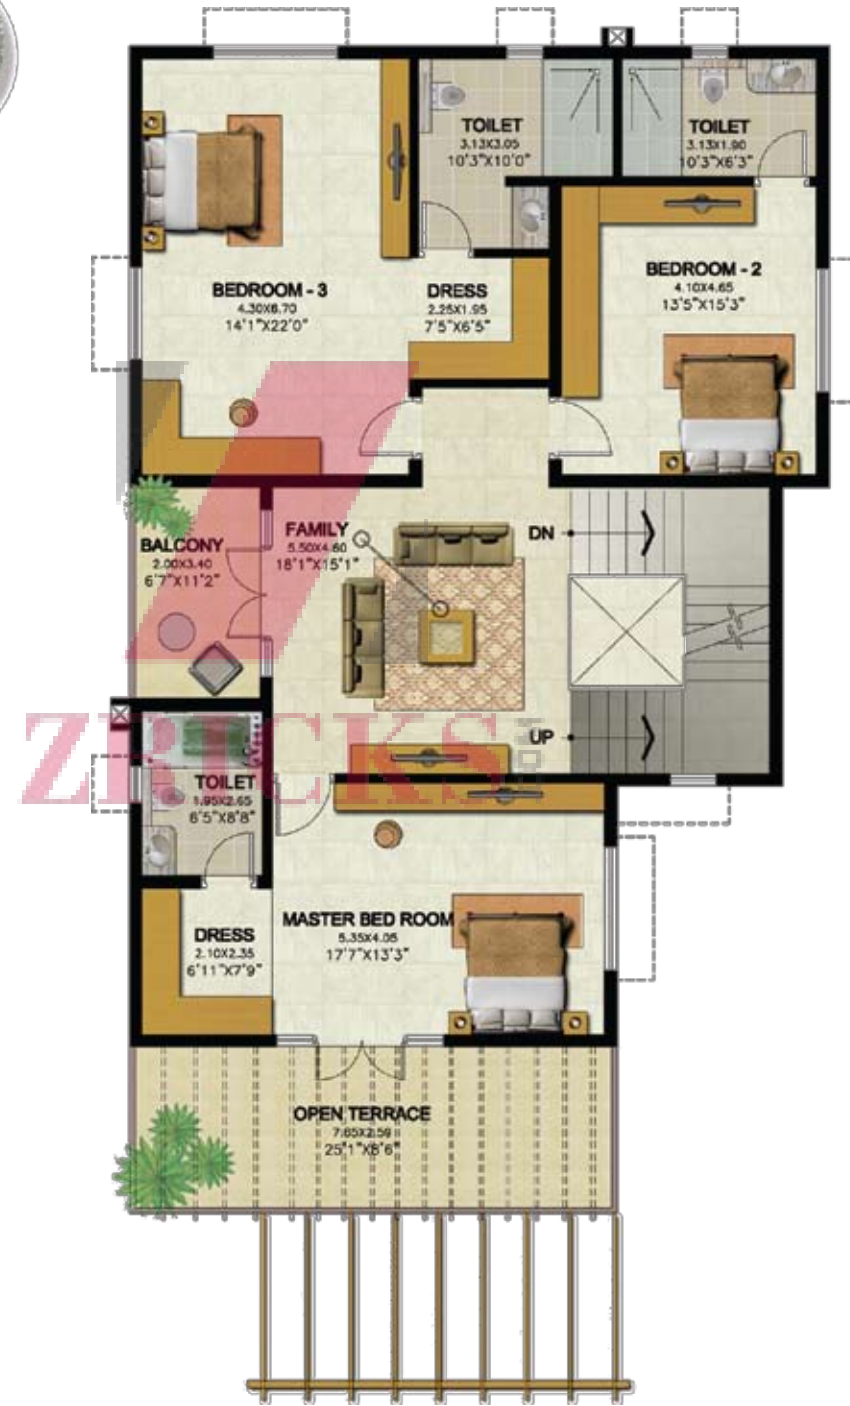 TOILET
3.13X3.05
10'3"X10'0"
TOILET
3.13X1.90
10'3"X6'3"
BEDROOM - 3
4.30X6.70
14'1"X22'0"
DRESS
2.25X1.95
7'5"X6'5"
BEDROOM - 2
4.10X4.65
13'5"X15'3"
BALCONY
2.00X3.40
6'7"X11'2"
FAMILY
5.50X4.60
18'1"X15'1"
DN
UP
ZRICKS
.COM
TOILET
1.95X2.65
6'5"X8'8"
DRESS
2.10X2.35
6'11"X7'9"
MASTER BED ROOM
5.35X4.05
17'7"X13'3"
OPEN TERRACE
7.65X2.59
25'1"X8'6"